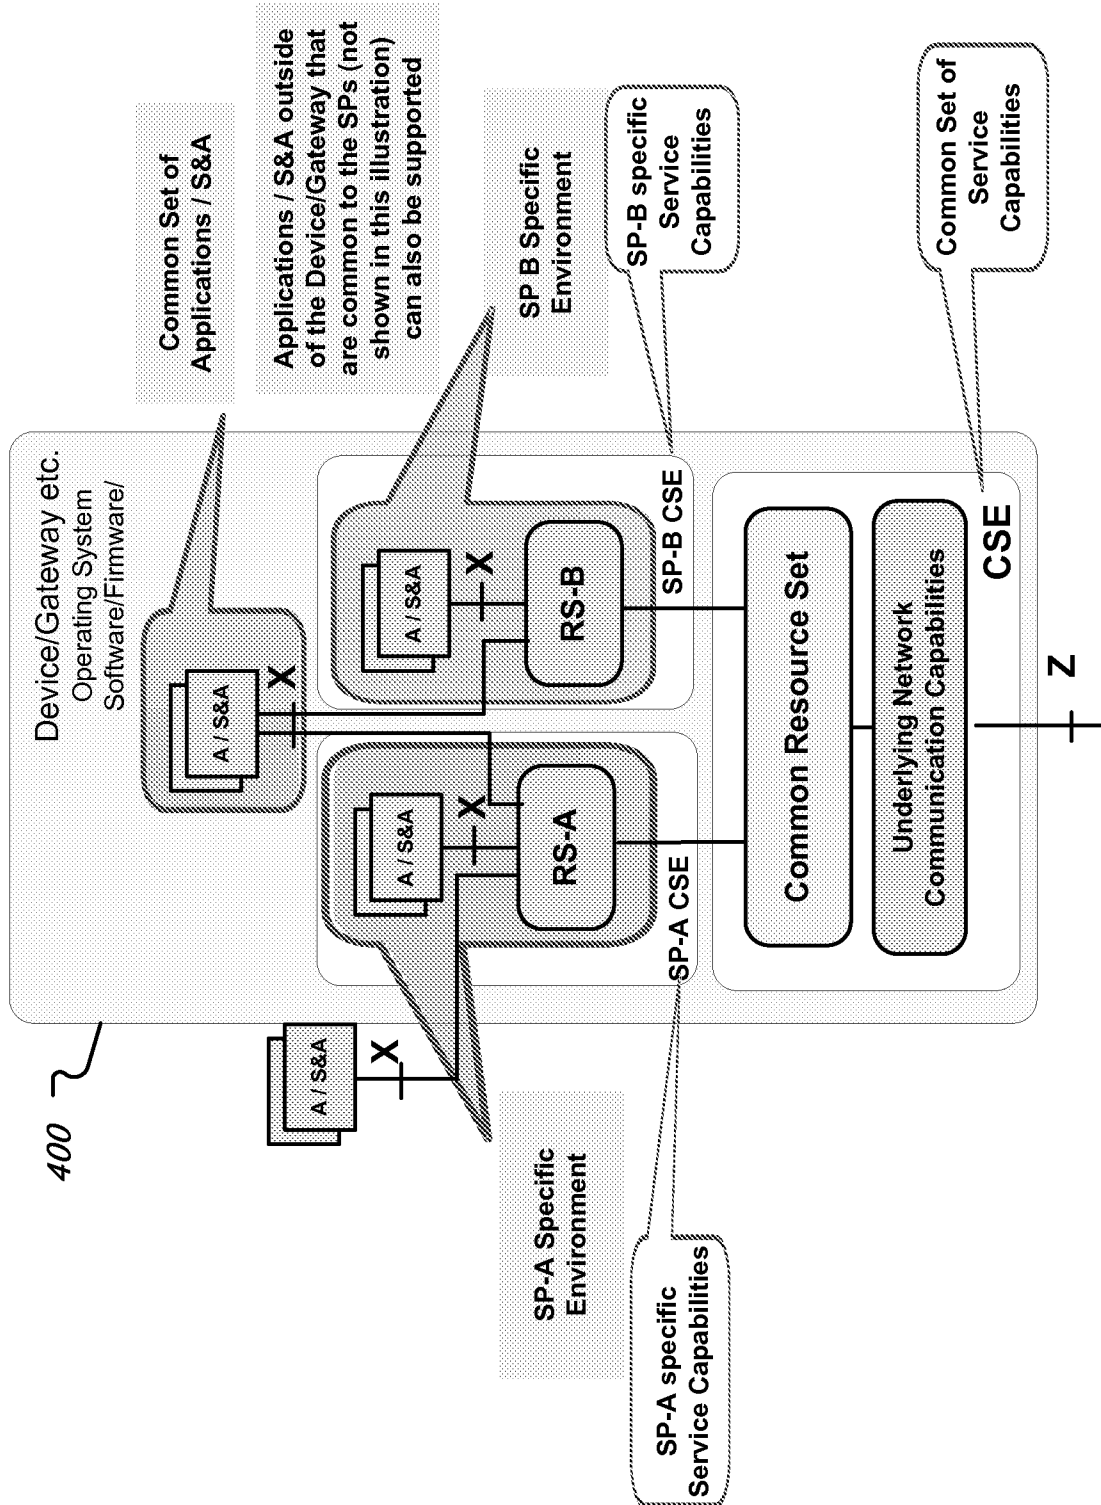 400
Device/Gateway etc.
Operating System
Software/Firmware/
Common Set of
Applications / S&A
Applications / S&A outside
of the Device/Gateway that
are common to the SPs (not
shown in this illustration)
can also be supported
A / S&A
X
A / S&A
X
A / S&A
X
A / S&A
X
SP B Specific
Environment
SP-A Specific
Environment
RS-A
RS-B
SP-A CSE
SP-B CSE
SP-B specific
Service
Capabilities
SP-A specific
Service Capabilities
Common Resource Set
Underlying Network
Communication Capabilities
CSE
Common Set of
Service
Capabilities
Z